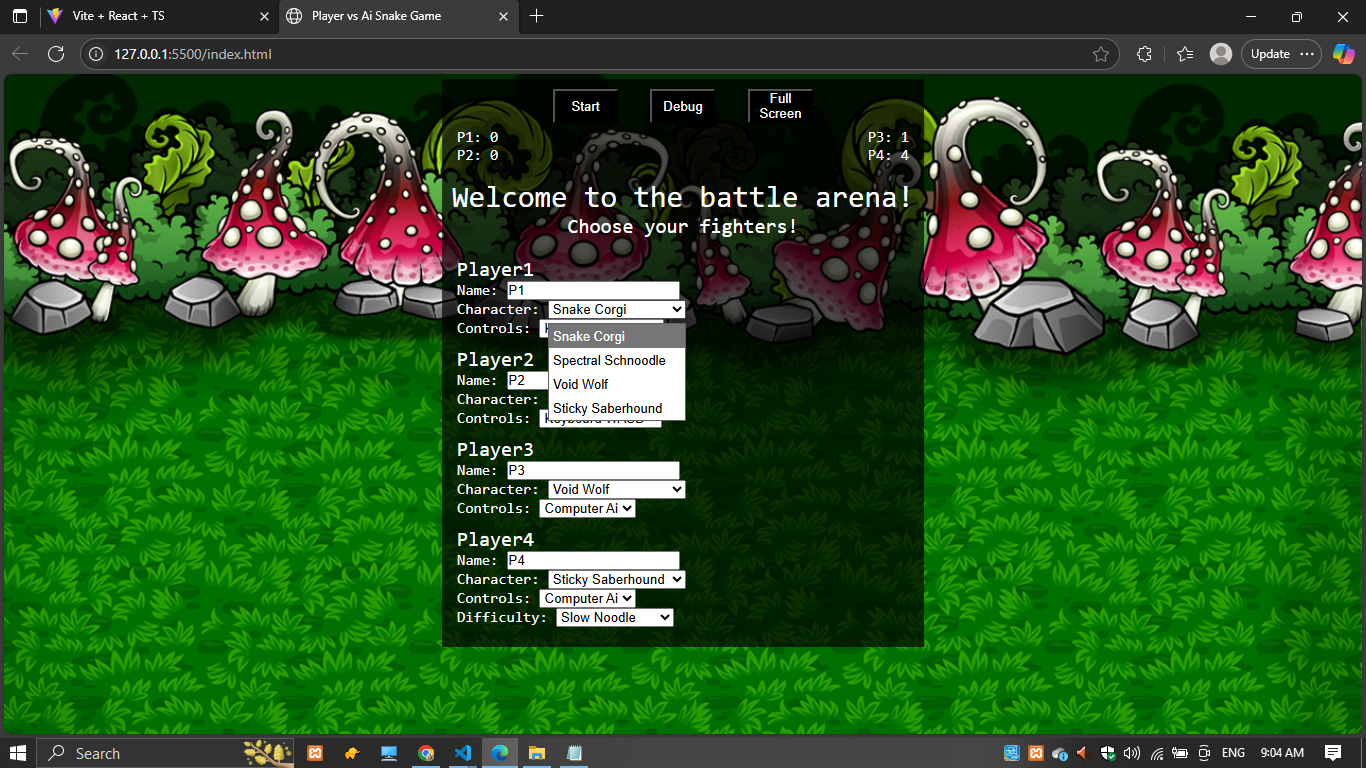 Vite + React + TS
Player vs Ai Snake Game
127.0.0.1:5500/index.html
Update
Start
Debug
Full Screen
P1: 0
P2: 0
P3: 1
P4: 4
Welcome to the battle arena!
Choose your fighters!
Player1
Name: P1
Character: Snake Corgi
Controls:
Snake Corgi
Spectral Schnoodle
Void Wolf
Sticky Saberhound
Player2
Name: P2
Character:
Controls:
Player3
Name: P3
Character: Void Wolf
Controls: Computer Ai
Player4
Name: P4
Character: Sticky Saberhound
Controls: Computer Ai
Difficulty: Slow Noodle
Search
ENG
9:04 AM